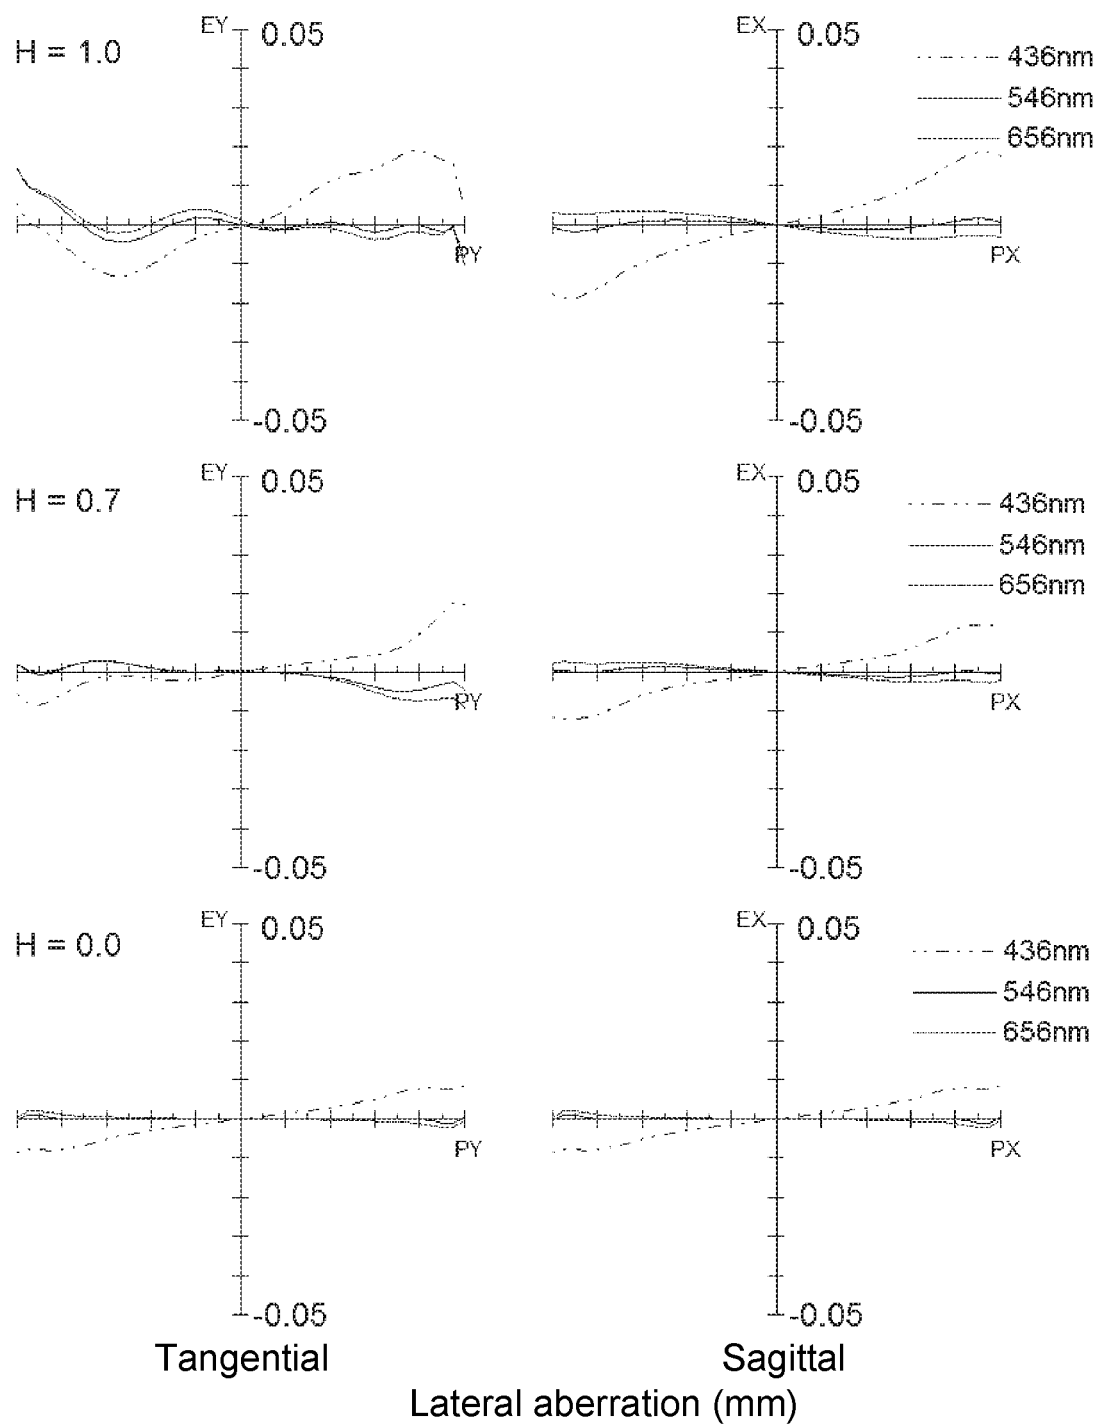 H = 1.0
EY 0.05
-0.05
PY
EX 0.05
-0.05
PX
436nm
546nm
656nm
H = 0.7
EY 0.05
-0.05
PY
EX 0.05
-0.05
PX
436nm
546nm
656nm
H = 0.0
EY 0.05
-0.05
PY
EX 0.05
-0.05
PX
436nm
546nm
656nm
Tangential
Sagittal
Lateral aberration (mm)